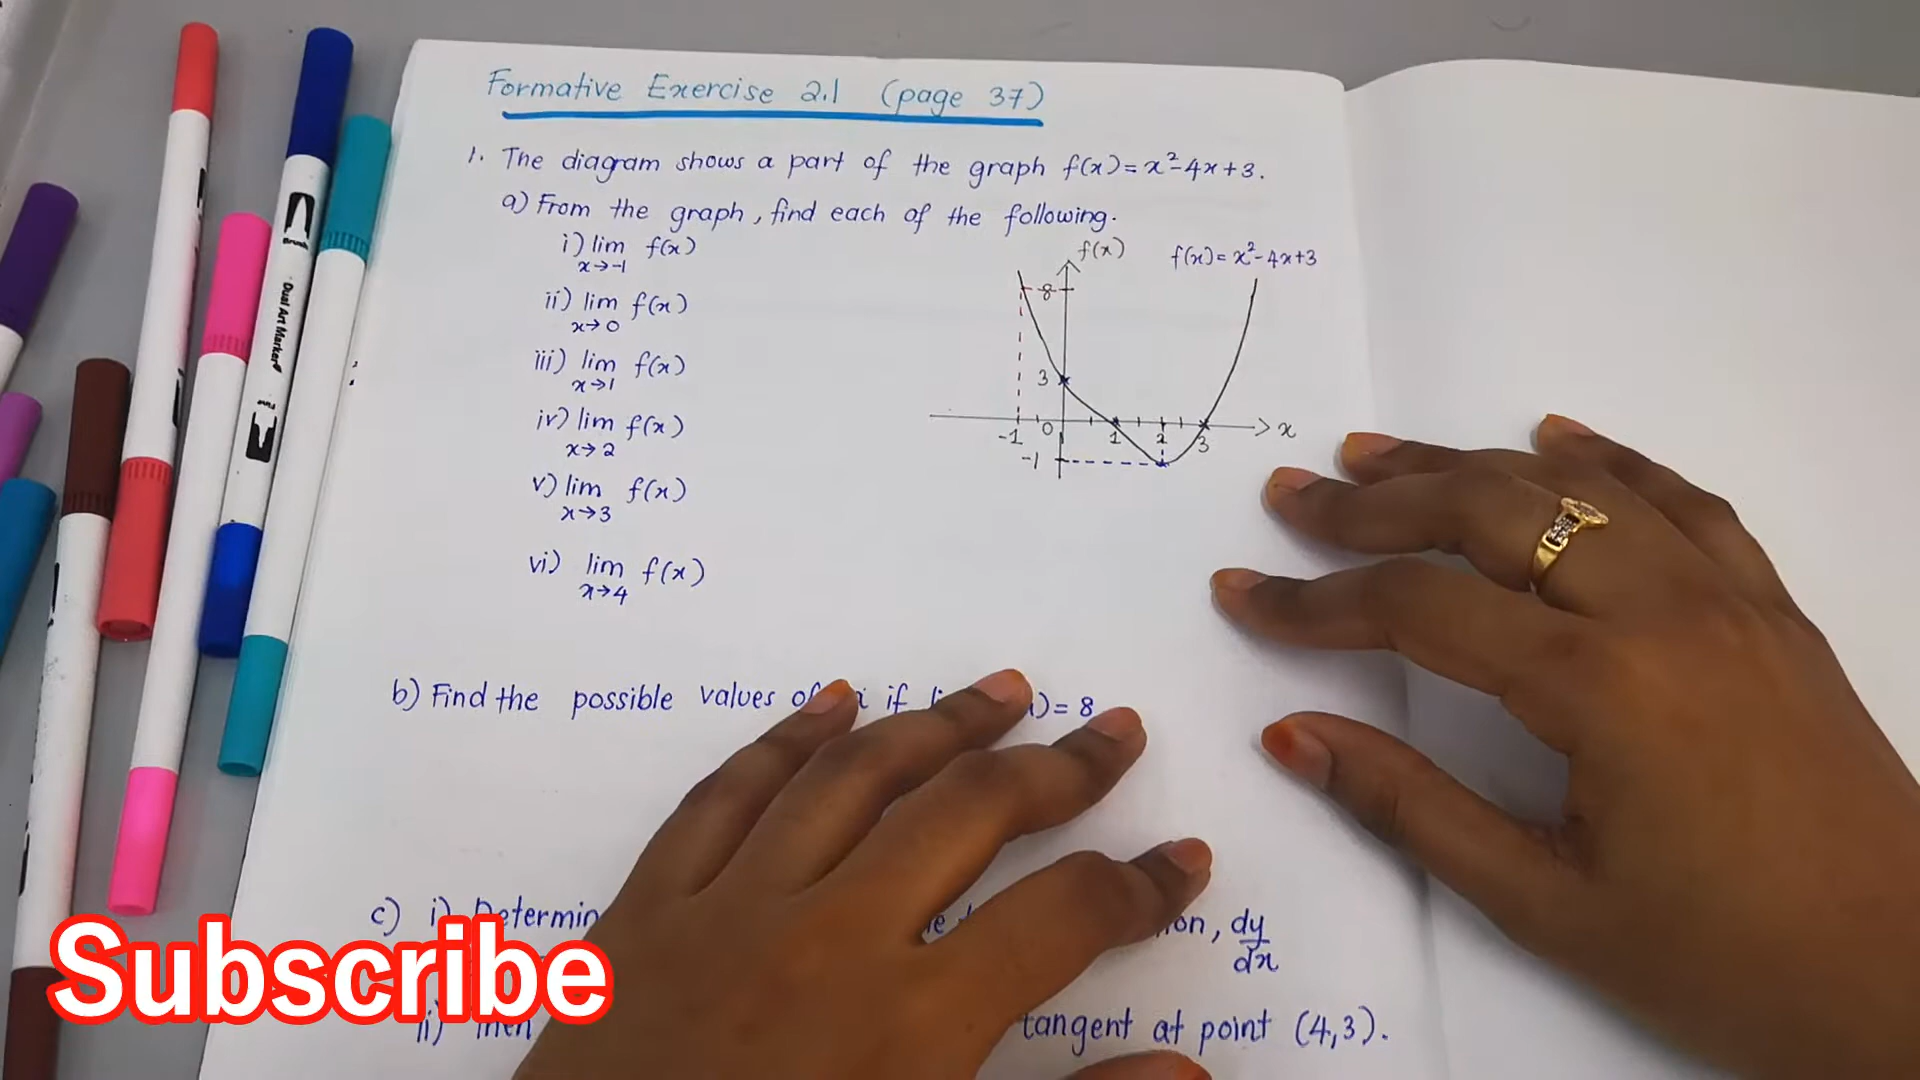 Formative Exercise 2.1 (page 37)
1. The diagram shows a part of the graph f(x)=x²-4x+3.
a) From the graph, find each of the following.
i) lim f(x)
x→-1
ii) lim f(x)
x→0
iii) lim f(x)
x→1
iv) lim f(x)
x→2
v) lim f(x)
x→3
vi) lim f(x)
x→4
f(x)
f(x)=x²-4x+3
8
3
-1 0 1 2 3 x
-1
b) Find the possible values of if = 8
c) i) , dy
dx
ii) tangent at point (4,3).
Subscribe
Brush
Dual Art Marker